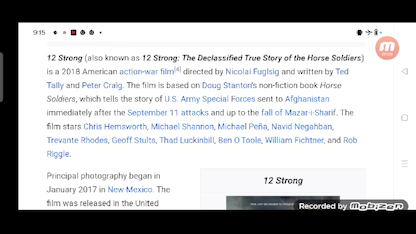 9:15
12 Strong (also known as 12 Strong: The Declassified True Story of the Horse Soldiers)
is a 2018 American action-war film[4] directed by Nicolai Fuglsig and written by Ted
Tally and Peter Craig. The film is based on Doug Stanton's non-fiction book Horse
Soldiers, which tells the story of U.S. Army Special Forces sent to Afghanistan
immediately after the September 11 attacks and up to the fall of Mazar-i-Sharif. The
film stars Chris Hemsworth, Michael Shannon, Michael Peña, Navid Negahban,
Trevante Rhodes, Geoff Stults, Thad Luckinbill, Ben O'Toole, William Fichtner, and Rob
Riggle.
Principal photography began in
January 2017 in New Mexico. The
film was released in the United
12 Strong
Recorded by Mobizen